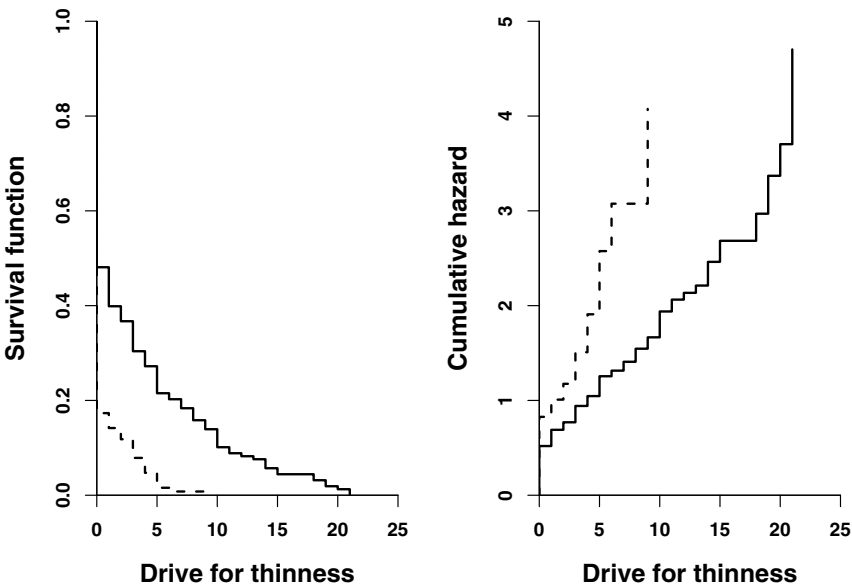 Survival function
1.0
0.8
0.6
0.4
0.2
0.0
0 5 10 15 20 25
Drive for thinness
Cumulative hazard
5
4
3
2
1
0
0 5 10 15 20 25
Drive for thinness